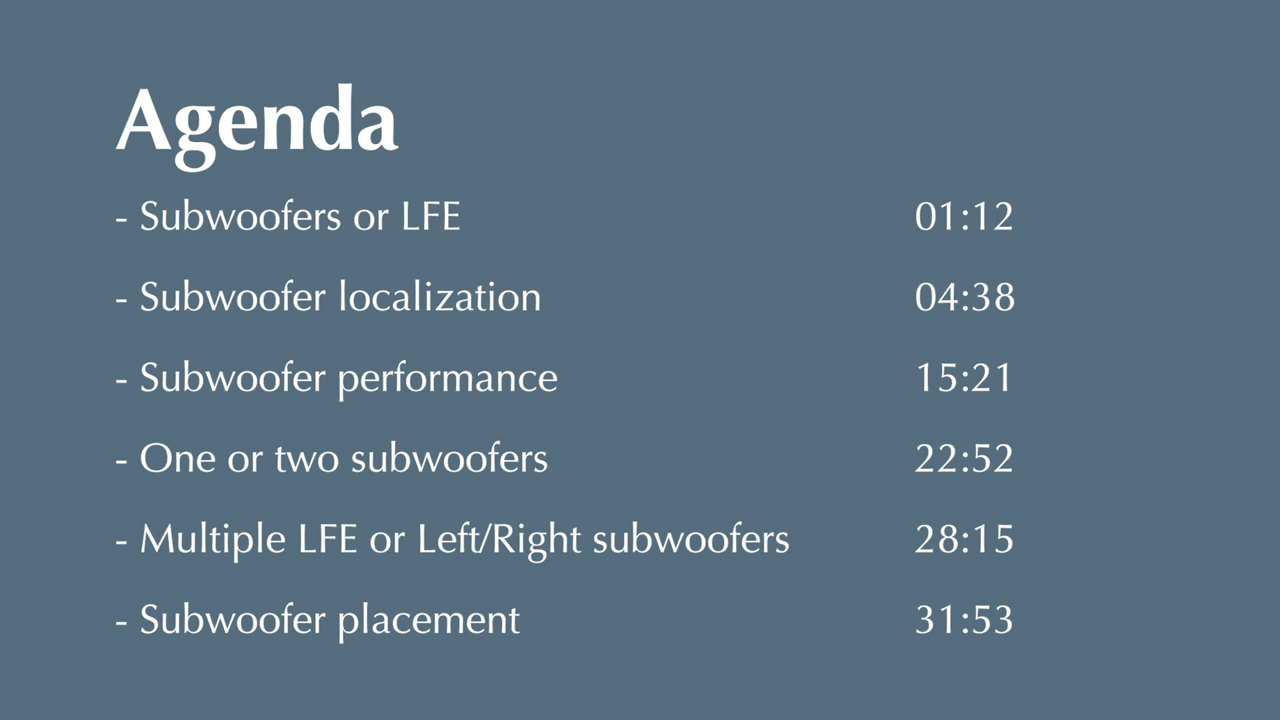 Agenda
- Subwoofers or LFE 01:12
- Subwoofer localization 04:38
- Subwoofer performance 15:21
- One or two subwoofers 22:52
- Multiple LFE or Left/Right subwoofers 28:15
- Subwoofer placement 31:53